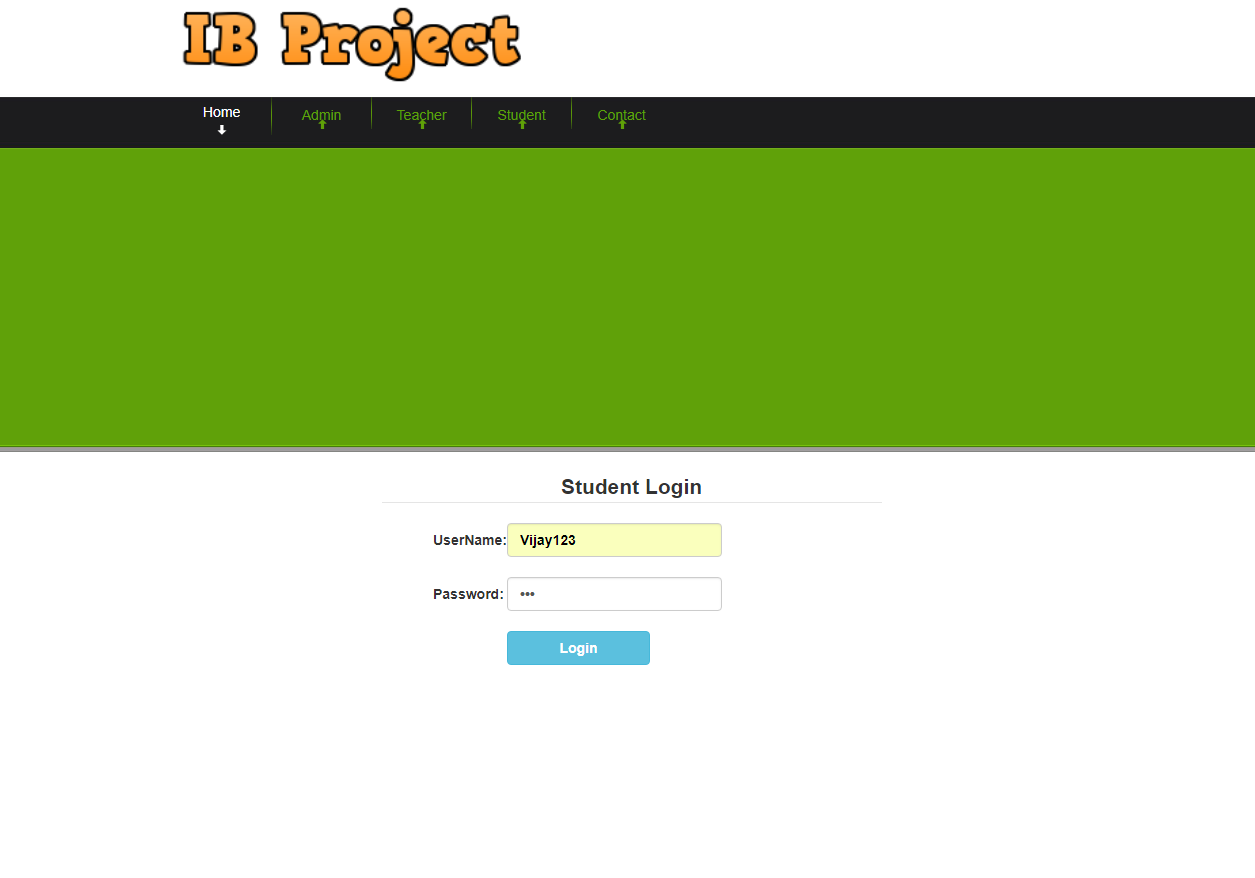 IB Project
Home Admin Teacher Student Contact
Student Login
UserName: Vijay123
Password: •••
Login